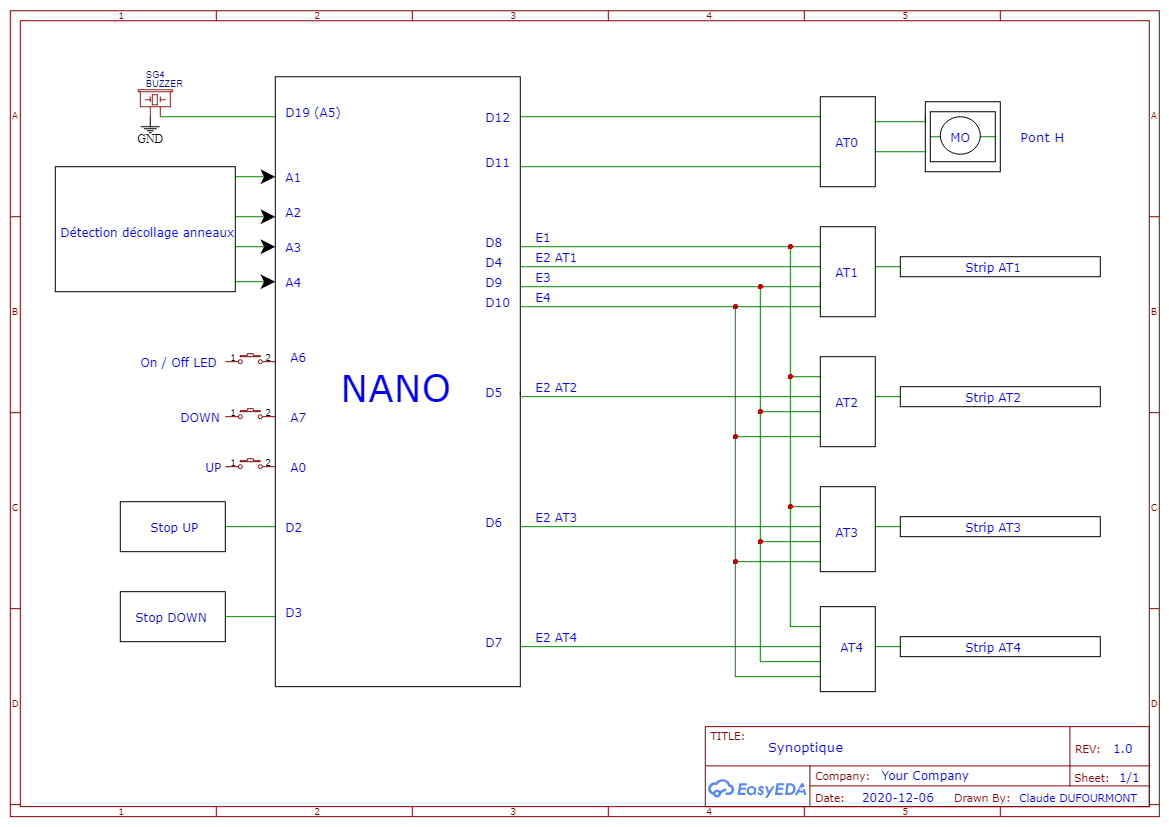 1 2 3 4 5
A
B
C
D
A
B
C
D
SG4
BUZZER
GND
D19 (A5)
Détection décollage anneaux
A1
A2
A3
A4
On / Off LED 1 2 A6
DOWN 1 2 A7
UP 1 2 A0
Stop UP D2
Stop DOWN D3
NANO
D12
D11
D8 E1
D4 E2 AT1
D9 E3
D10 E4
D5 E2 AT2
D6 E2 AT3
D7 E2 AT4
AT0 MO Pont H
AT1 Strip AT1
AT2 Strip AT2
AT3 Strip AT3
AT4 Strip AT4
TITLE:
Synoptique
REV: 1.0
EasyEDA
Company: Your Company
Sheet: 1/1
Date: 2020-12-06 Drawn By: Claude DUFOURMONT
1 2 3 4 5